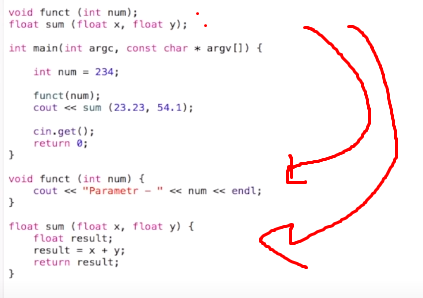 void funct (int num);
float sum (float x, float y);
int main(int argc, const char * argv[]) {
int num = 234;
funct(num);
cout << sum (23.23, 54.1);
cin.get();
return 0;
}
void funct (int num) {
cout << "Parametr – " << num << endl;
}
float sum (float x, float y) {
float result;
result = x + y;
return result;
}